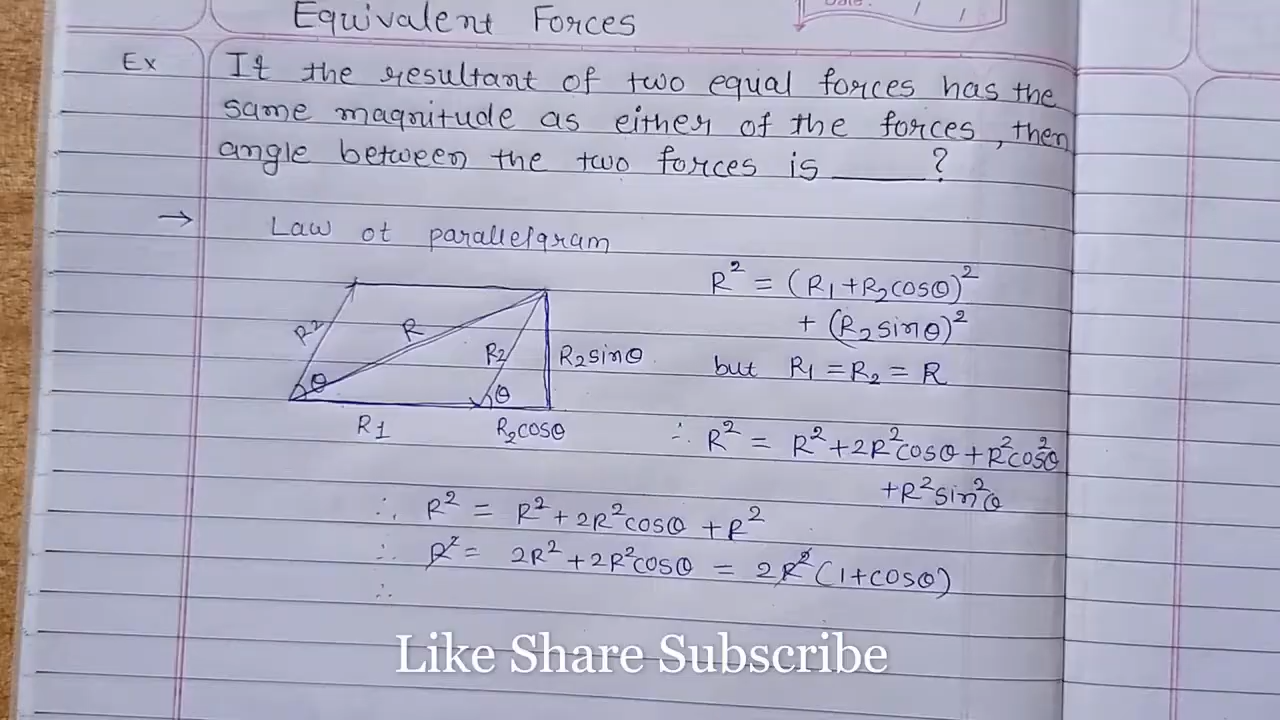 Equivalent Forces
Date: / /
Ex
If the resultant of two equal forces has the
same magnitude as either of the forces, then
angle between the two forces is ____ ?
→ Law of parallelgram
R² = (R1+R2cosθ)²
+ (R2sinθ)²
but R1 = R2 = R
R2
R
R2
R2sinθ
θ
θ
R1
R2cosθ
∴ R² = R²+2R²cosθ+R²cos²θ
+R²sin²θ
∴ R² = R²+2R²cosθ+R²
∴ R² = 2R²+2R²cosθ = 2R²(1+cosθ)
∴
Like Share Subscribe